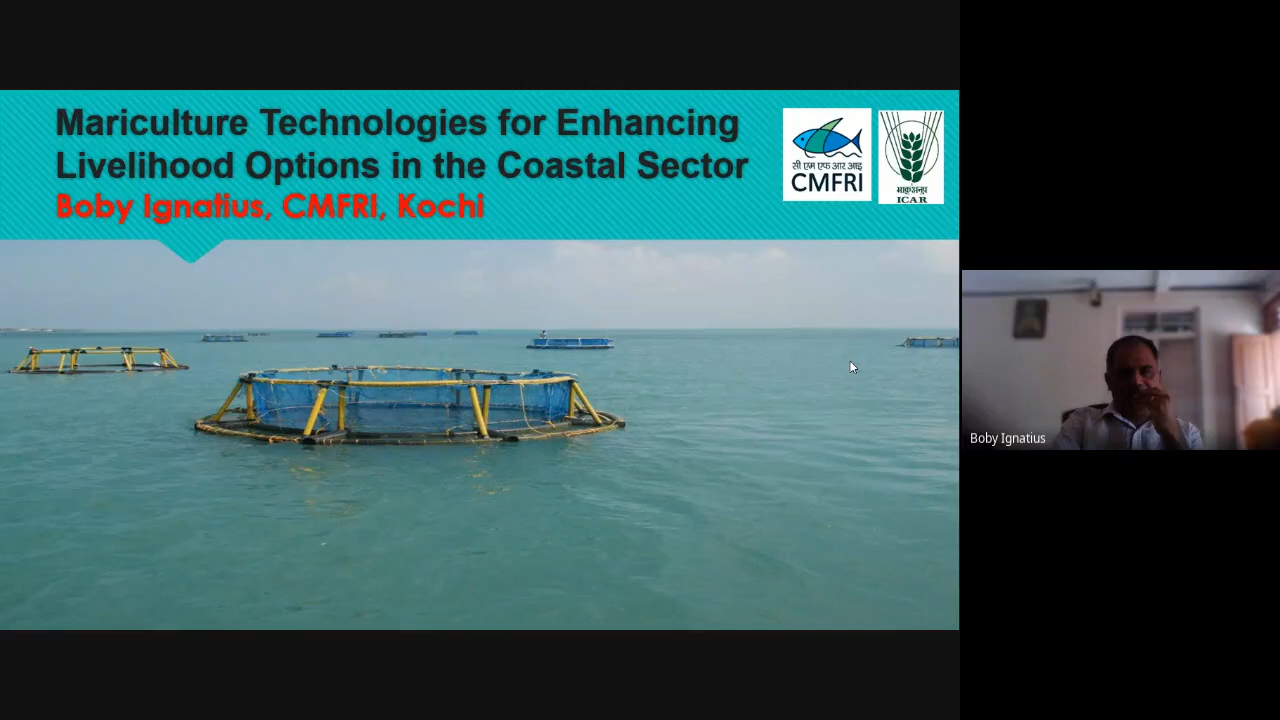 Mariculture Technologies for Enhancing
Livelihood Options in the Coastal Sector
Boby Ignatius, CMFRI, Kochi
सी एम एफ आर आइ
CMFRI
भाकृअनुप
ICAR
Boby Ignatius